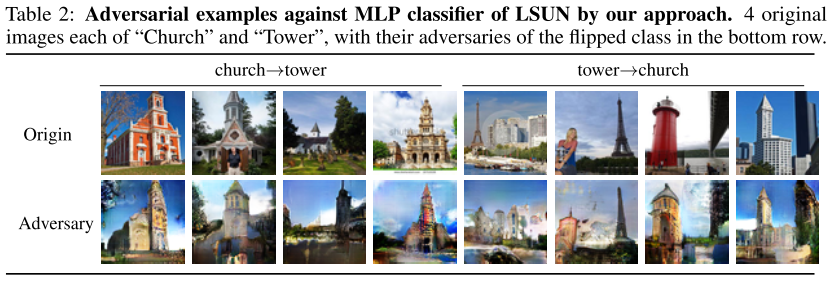 Table 2: Adversarial examples against MLP classifier of LSUN by our approach. 4 original
images each of “Church” and “Tower”, with their adversaries of the flipped class in the bottom row.
church→tower tower→church
Origin
Adversary